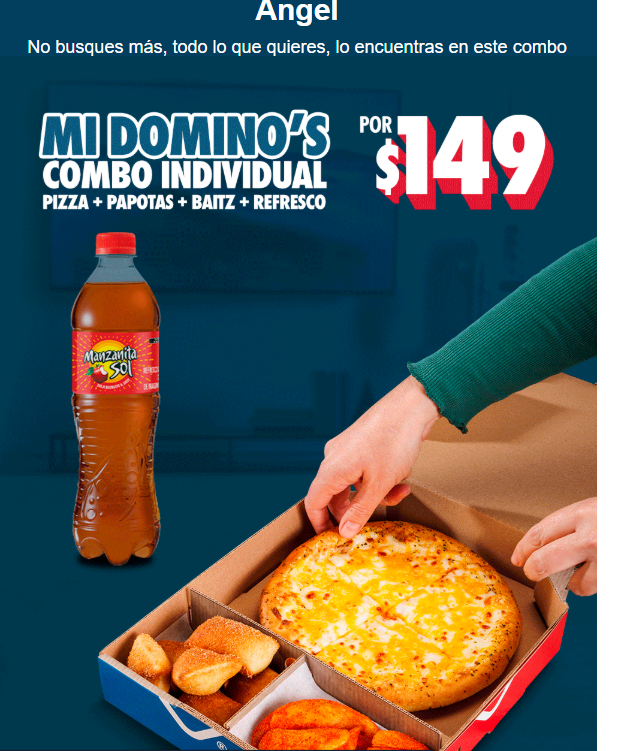 Angel
No busques más, todo lo que quieres, lo encuentras en este combo
MI DOMINO'S
COMBO INDIVIDUAL
PIZZA + PAPOTAS + BAITZ + REFRESCO
POR
$149
Manzanita
Sol